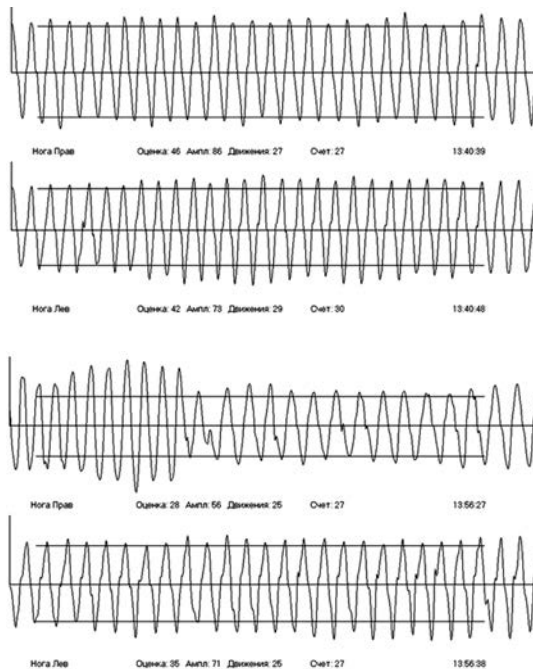 Нога Прав Оценка: 46 Ампл: 86 Движения: 27 Счет: 27 13:40:39
Нога Лев Оценка: 42 Ампл: 73 Движения: 29 Счет: 30 13:40:48
Нога Прав Оценка: 28 Ампл: 56 Движения: 25 Счет: 27 13:56:27
Нога Лев Оценка: 35 Ампл: 71 Движения: 25 Счет: 27 13:56:38